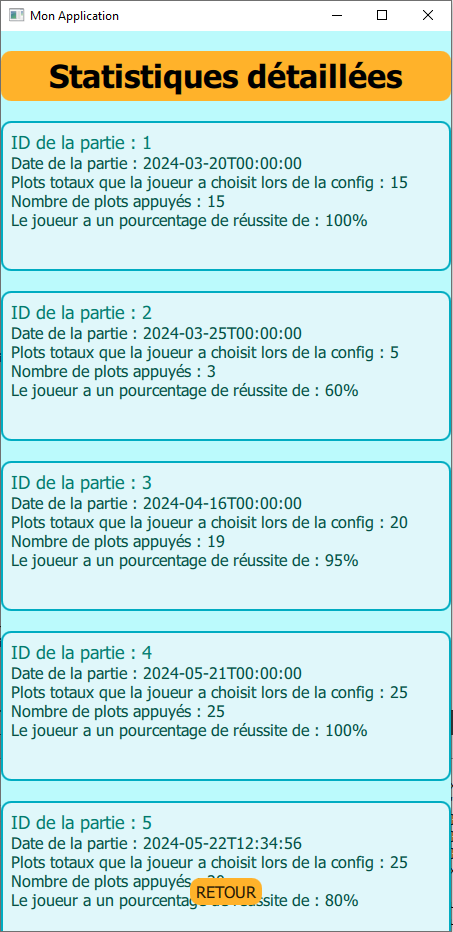 Mon Application
Statistiques détaillées
ID de la partie : 1
Date de la partie : 2024-03-20T00:00:00
Plots totaux que la joueur a choisit lors de la config : 15
Nombre de plots appuyés : 15
Le joueur a un pourcentage de réussite de : 100%
ID de la partie : 2
Date de la partie : 2024-03-25T00:00:00
Plots totaux que la joueur a choisit lors de la config : 5
Nombre de plots appuyés : 3
Le joueur a un pourcentage de réussite de : 60%
ID de la partie : 3
Date de la partie : 2024-04-16T00:00:00
Plots totaux que la joueur a choisit lors de la config : 20
Nombre de plots appuyés : 19
Le joueur a un pourcentage de réussite de : 95%
ID de la partie : 4
Date de la partie : 2024-05-21T00:00:00
Plots totaux que la joueur a choisit lors de la config : 25
Nombre de plots appuyés : 25
Le joueur a un pourcentage de réussite de : 100%
ID de la partie : 5
Date de la partie : 2024-05-22T12:34:56
Plots totaux que la joueur a choisit lors de la config : 25
Nombre de plots appuyés
RETOUR
Le joueur a un pourcentage de réussite de : 80%